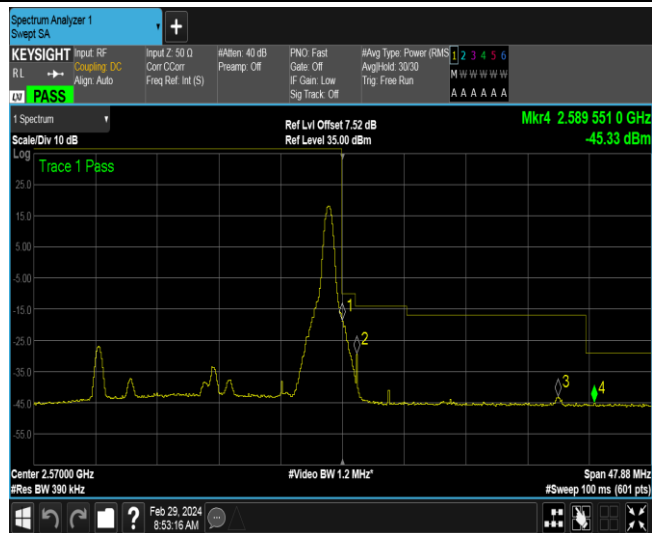 Spectrum Analyzer 1
Swept SA
KEYSIGHT
RL
LXI PASS
Input: RF
Coupling: DC
Align: Auto
Input Z: 50 Ω
Corr CCorr
Freq Ref: Int (S)
#Atten: 40 dB
Preamp: Off
PNO: Fast
Gate: Off
IF Gain: Low
Sig Track: Off
#Avg Type: Power (RMS
Avg|Hold: 30/30
Trig: Free Run
1 2 3 4 5 6
M W W W W W
A A A A A A
1 Spectrum
Scale/Div 10 dB
Ref Lvl Offset 7.52 dB
Ref Level 35.00 dBm
Mkr4 2.589 551 0 GHz
-45.33 dBm
Log
Trace 1 Pass
25.0
15.0
5.00
-5.00
-15.0
-25.0
-35.0
-45.0
-55.0
1
2
3
4
Center 2.57000 GHz
#Res BW 390 kHz
#Video BW 1.2 MHz*
Span 47.88 MHz
#Sweep 100 ms (601 pts)
?
Feb 29, 2024
8:53:16 AM